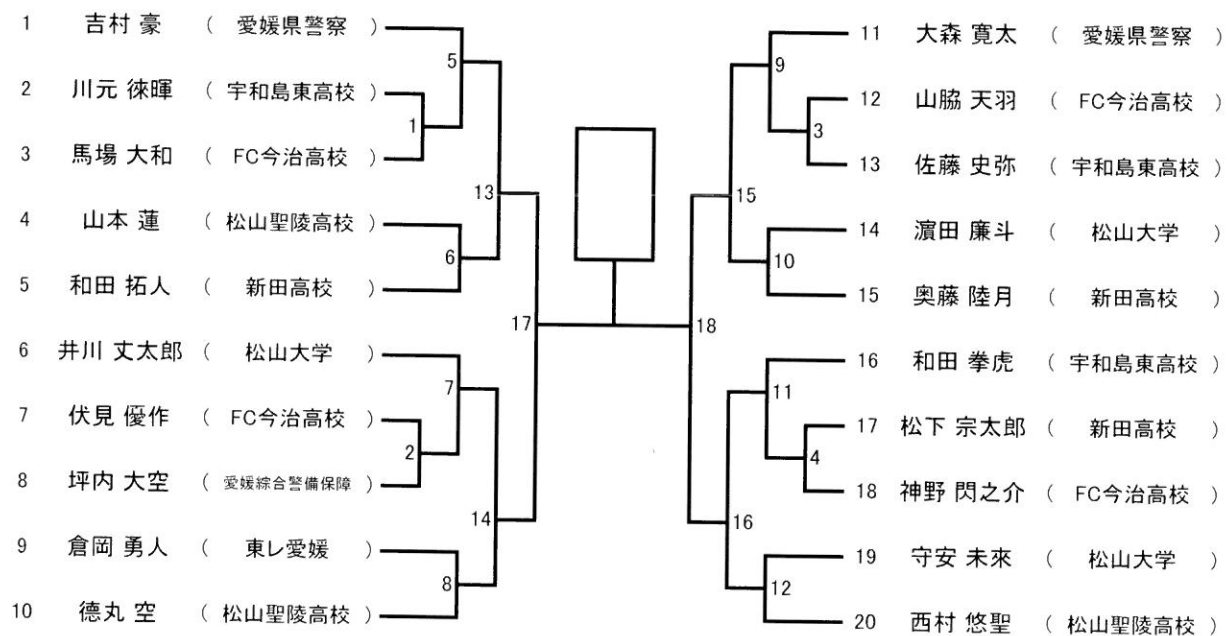 1 吉村 豪 ( 愛媛県警察 )
2 川元 徠暉 ( 宇和島東高校 )
3 馬場 大和 ( FC今治高校 )
4 山本 蓮 ( 松山聖陵高校 )
5 和田 拓人 ( 新田高校 )
6 井川 丈太郎 ( 松山大学 )
7 伏見 優作 ( FC今治高校 )
8 坪内 大空 ( 愛媛綜合警備保障 )
9 倉岡 勇人 ( 東レ愛媛 )
10 德丸 空 ( 松山聖陵高校 )
5
1
13
6
17
7
2
14
8
11 大森 寛太 ( 愛媛県警察 )
12 山脇 天羽 ( FC今治高校 )
13 佐藤 史弥 ( 宇和島東高校 )
14 濵田 廉斗 ( 松山大学 )
15 奥藤 陸月 ( 新田高校 )
16 和田 拳虎 ( 宇和島東高校 )
17 松下 宗太郎 ( 新田高校 )
18 神野 閃之介 ( FC今治高校 )
19 守安 未來 ( 松山大学 )
20 西村 悠聖 ( 松山聖陵高校 )
9
3
15
10
18
11
4
16
12